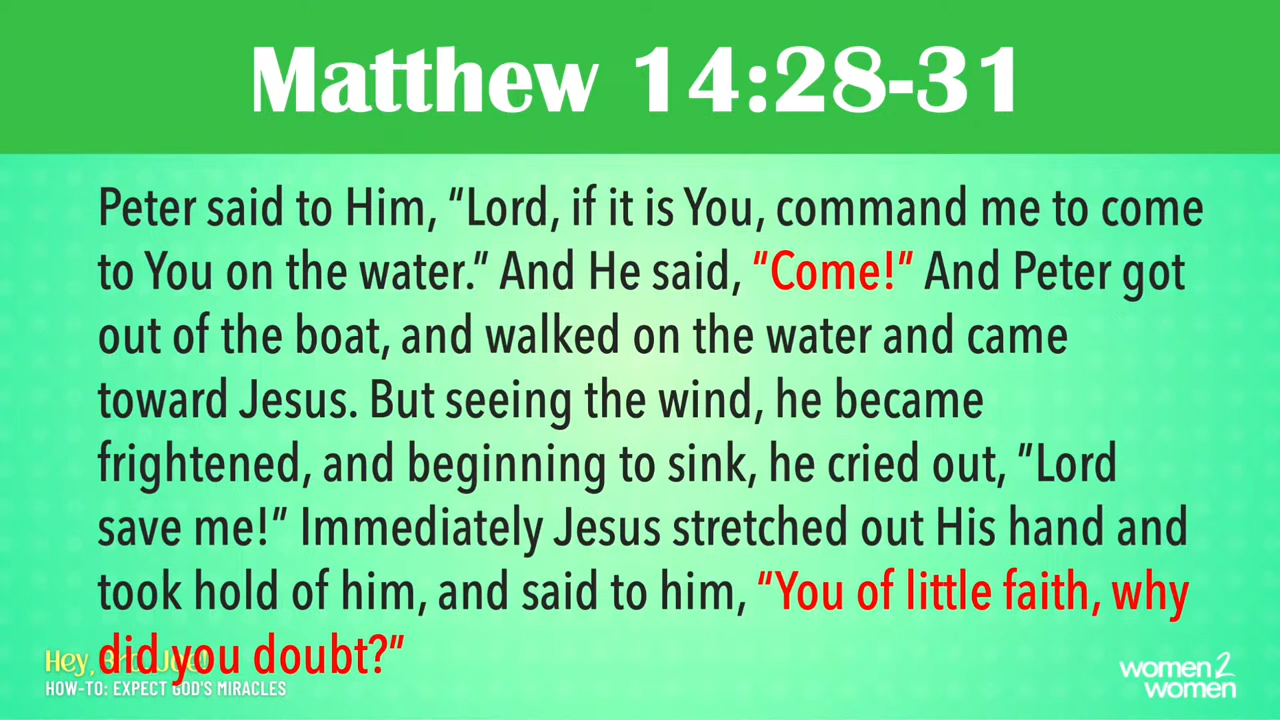 Matthew 14:28-31
Peter said to Him, “Lord, if it is You, command me to come
to You on the water.” And He said, “Come!” And Peter got
out of the boat, and walked on the water and came
toward Jesus. But seeing the wind, he became
frightened, and beginning to sink, he cried out, ”Lord
save me!” Immediately Jesus stretched out His hand and
took hold of him, and said to him, “You of little faith, why
did you doubt?”
Hey,
HOW-TO: EXPECT GOD'S MIRACLES
women2
women